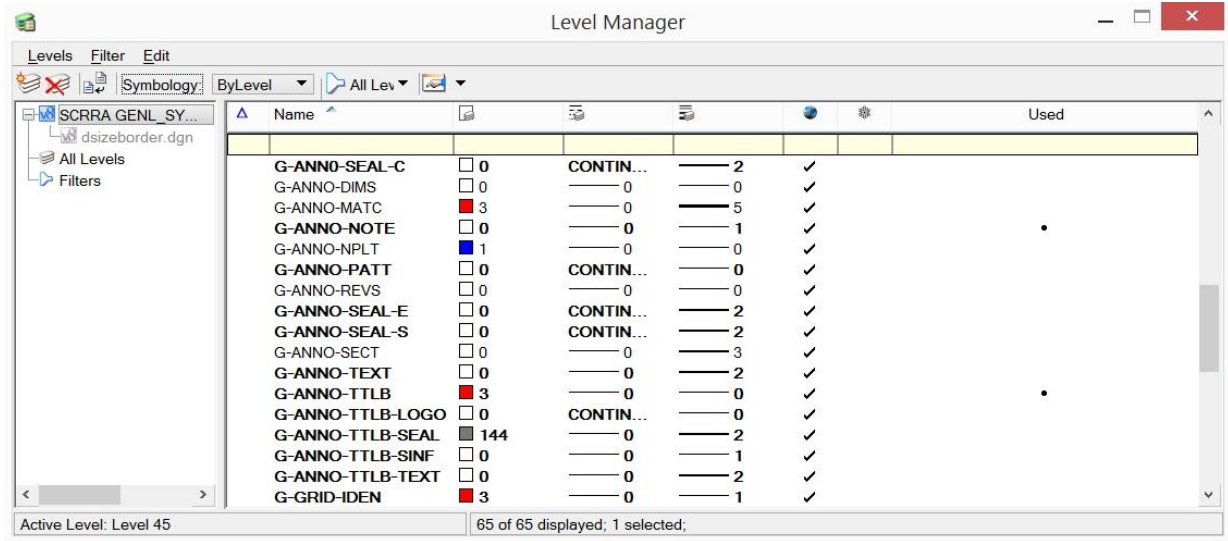 Level Manager
Levels Filter Edit
Symbology: ByLevel All Lev
SCRRA GENL_SY...
dsizeborder.dgn
All Levels
Filters
Name Used
G-ANN0-SEAL-C 0 CONTIN... 2
G-ANNO-DIMS 0 0 0
G-ANNO-MATC 3 0 5
G-ANNO-NOTE 0 0 1
G-ANNO-NPLT 1 0 0
G-ANNO-PATT 0 CONTIN... 0
G-ANNO-REVS 0 0 0
G-ANNO-SEAL-E 0 CONTIN... 2
G-ANNO-SEAL-S 0 CONTIN... 2
G-ANNO-SECT 0 0 3
G-ANNO-TEXT 0 0 2
G-ANNO-TTLB 3 0 0
G-ANNO-TTLB-LOGO 0 CONTIN... 0
G-ANNO-TTLB-SEAL 144 0 2
G-ANNO-TTLB-SINF 0 0 1
G-ANNO-TTLB-TEXT 0 0 2
G-GRID-IDEN 3 0 1
Active Level: Level 45 65 of 65 displayed; 1 selected;